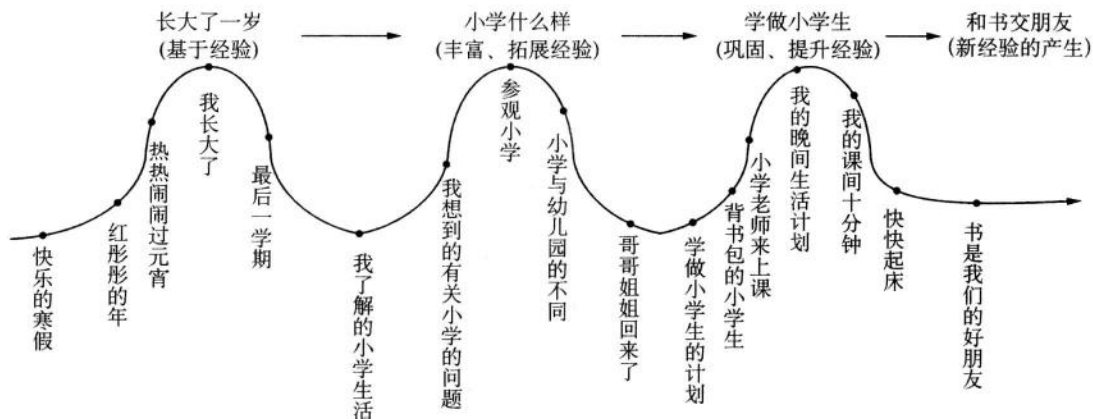 长大了一岁
(基于经验)
小学什么样
(丰富、拓展经验)
学做小学生
(巩固、提升经验)
和书交朋友
(新经验的产生)
快乐的寒假
红彤彤的年
热热闹闹过元宵
我长大了
最后一学期
我了解的小学生活
我想到的有关小学的问题
参观小学
小学与幼儿园的不同
哥哥姐姐回来了
学做小学生的计划
背书包的小学生
小学老师来上课
我的晚间生活计划
我的课间十分钟
快快起床
书是我们的好朋友